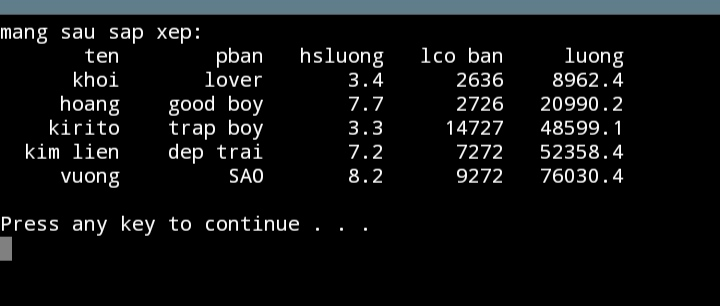 mang sau sap xep:
ten pban hsluong lco ban luong
khoi lover 3.4 2636 8962.4
hoang good boy 7.7 2726 20990.2
kirito trap boy 3.3 14727 48599.1
kim lien dep trai 7.2 7272 52358.4
vuong SAO 8.2 9272 76030.4
Press any key to continue . . .